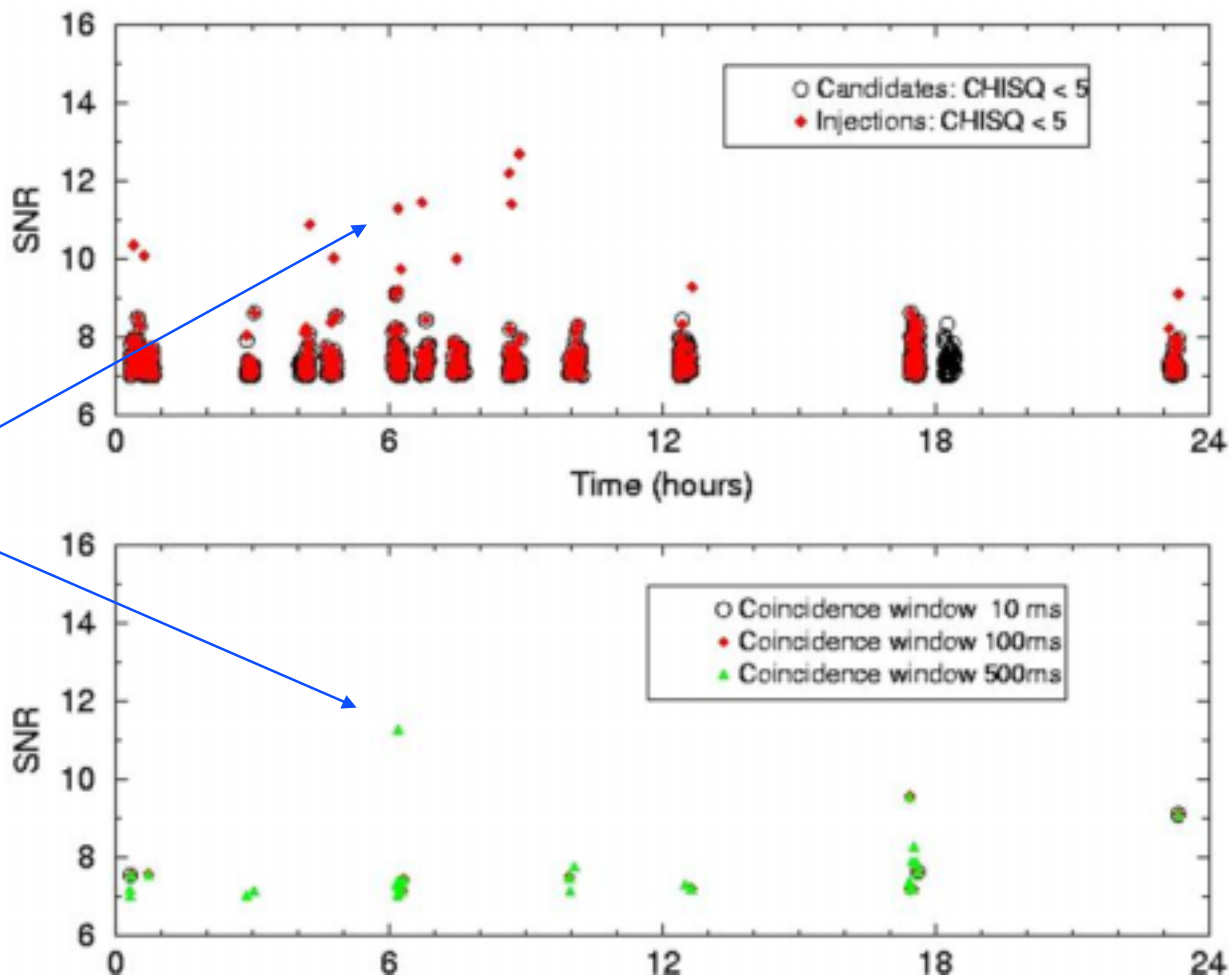 16
14
12
10
8
6
SNR
Candidates: CHISQ < 5
Injections: CHISQ < 5
0 6 12 18 24
Time (hours)
16
14
12
10
8
6
SNR
Coincidence window 10 ms
Coincidence window 100ms
Coincidence window 500ms
0 6 12 18 24